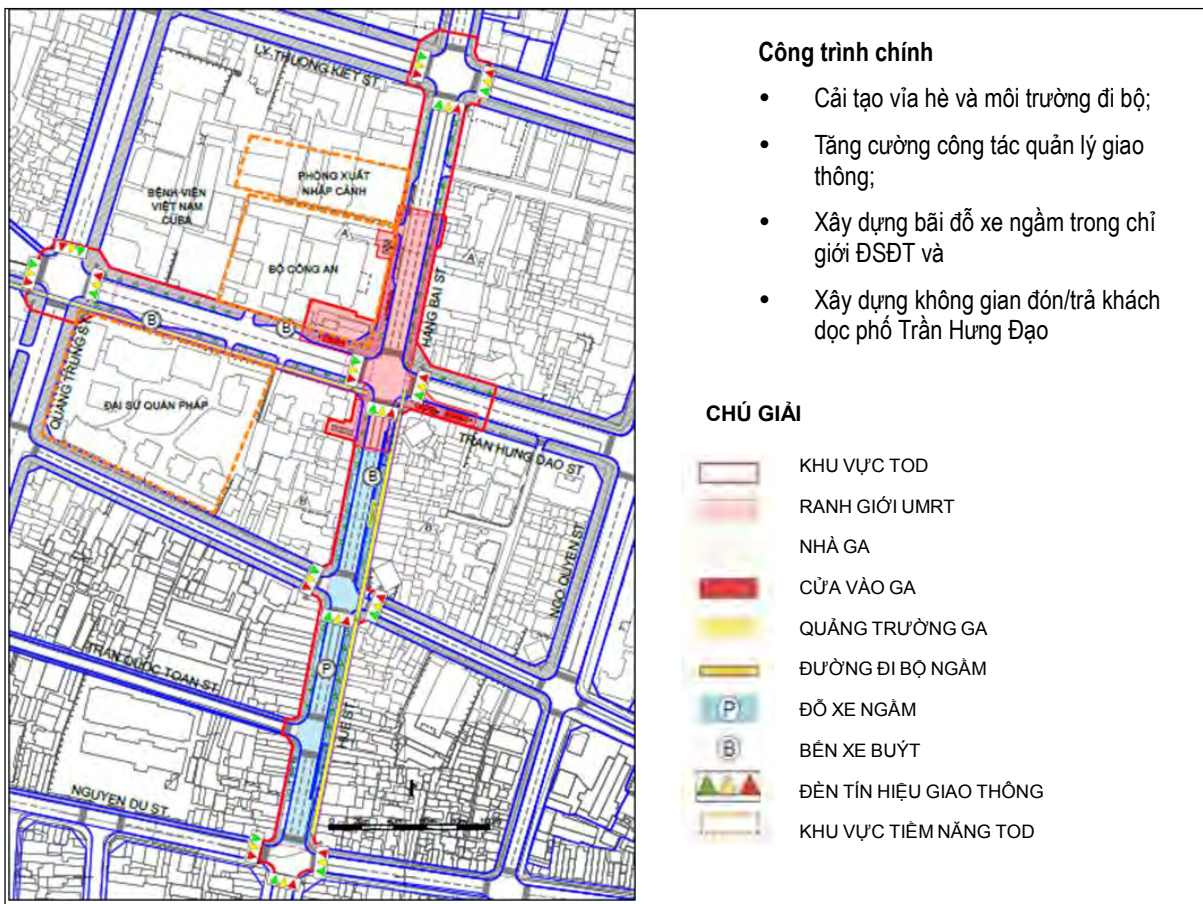 LY THUONG KIET ST
PHÒNG XUẤT
NHẬP CẢNH
BỆNH VIỆN
VIỆT NAM
CUBA
A
BỘ CÔNG AN
A
HANG BAI ST
B
B
QUANG TRUNG ST
ĐẠI SỨ QUÁN PHÁP
TRAN HUNG DAO ST
B
B
B
NGO QUYEN ST
TRAN QUOC TOAN ST
P
HUE ST
NGUYEN DU ST
Công trình chính
• Cải tạo vỉa hè và môi trường đi bộ;
• Tăng cường công tác quản lý giao
thông;
• Xây dựng bãi đỗ xe ngầm trong chỉ
giới ĐSĐT và
• Xây dựng không gian đón/trả khách
dọc phố Trần Hưng Đạo
CHÚ GIẢI
KHU VỰC TOD
RANH GIỚI UMRT
NHÀ GA
CỬA VÀO GA
QUẢNG TRƯỜNG GA
ĐƯỜNG ĐI BỘ NGẦM
P ĐỖ XE NGẦM
B BẾN XE BUÝT
ĐÈN TÍN HIỆU GIAO THÔNG
KHU VỰC TIỀM NĂNG TOD